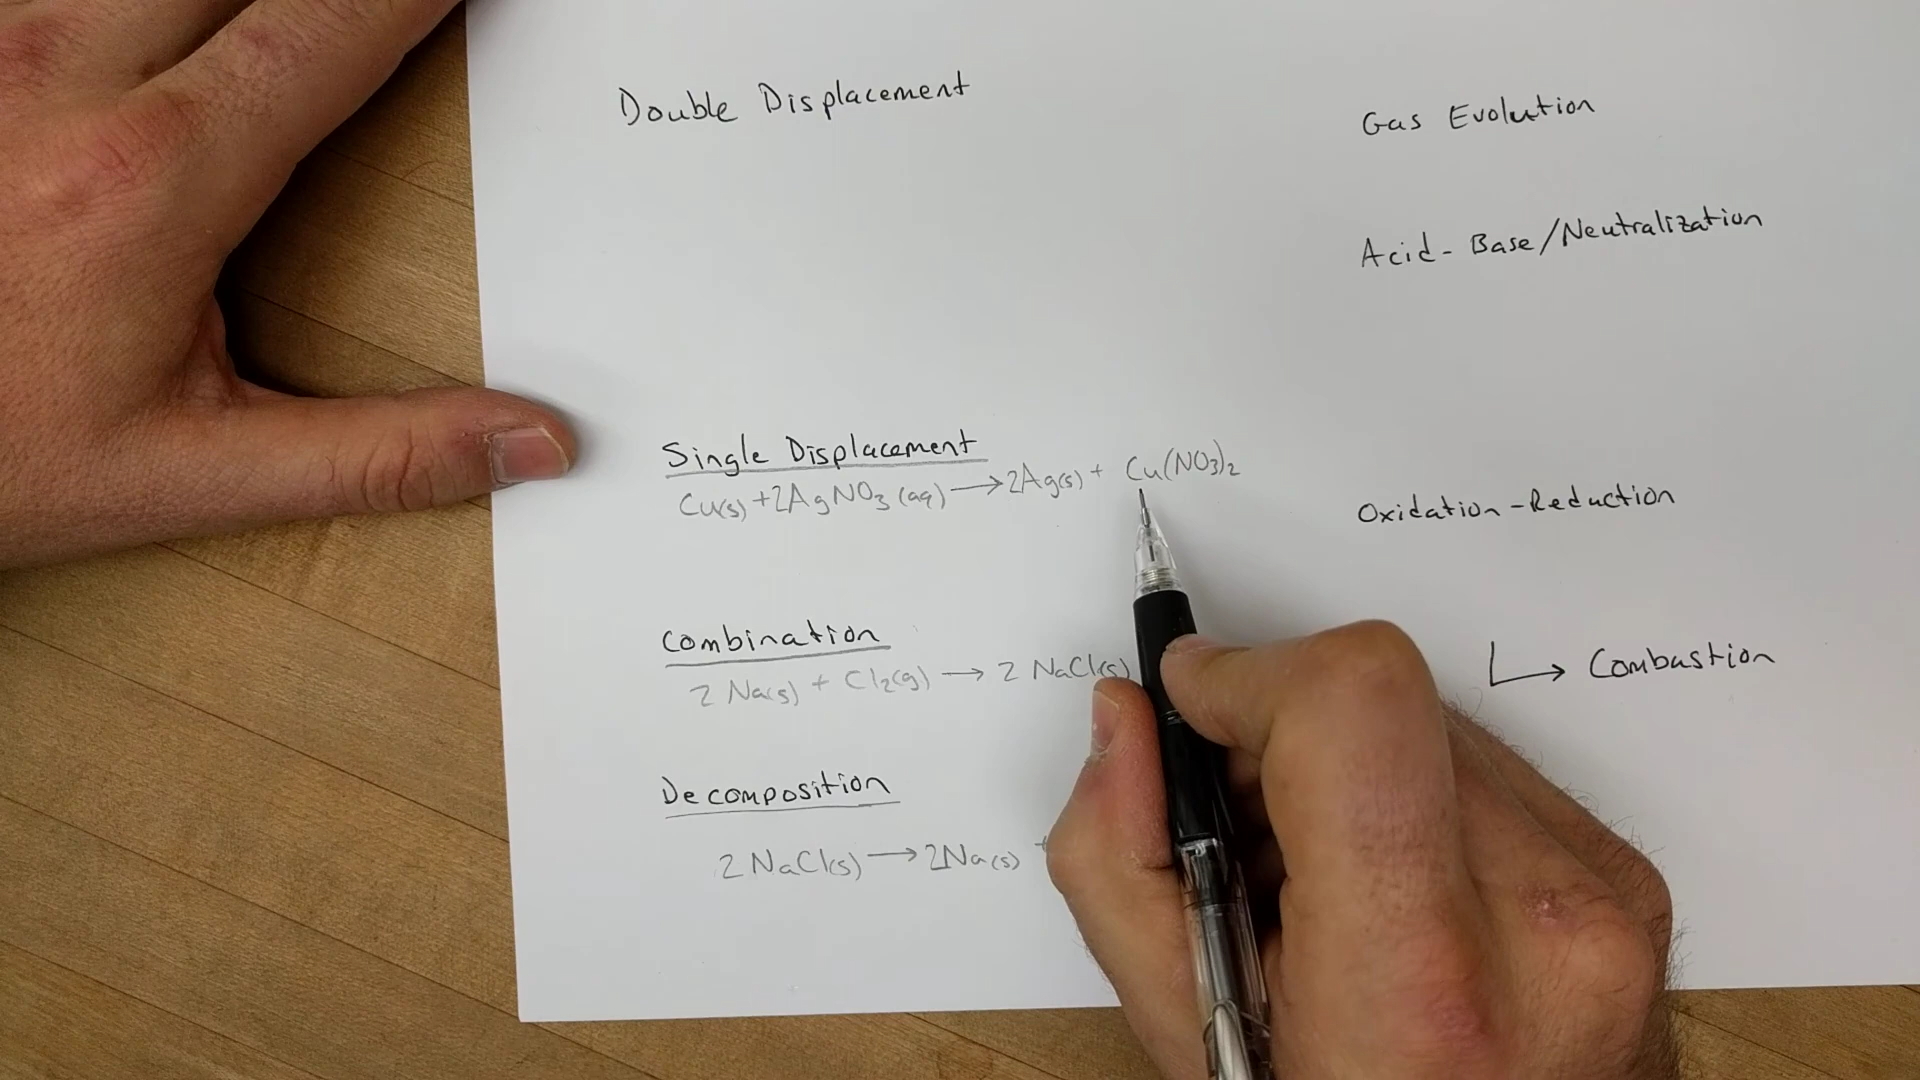 Double Displacement
Gas Evolution
Acid-Base/Neutralization
Single Displacement
Cu(s) + 2AgNO3 (aq) → 2Ag(s) + Cu(NO3)2
Oxidation-Reduction
Combination
2 Na(s) + Cl2(g) → 2 NaCl(s)
Combustion
Decomposition
2 NaCl(s) → 2Na(s) +